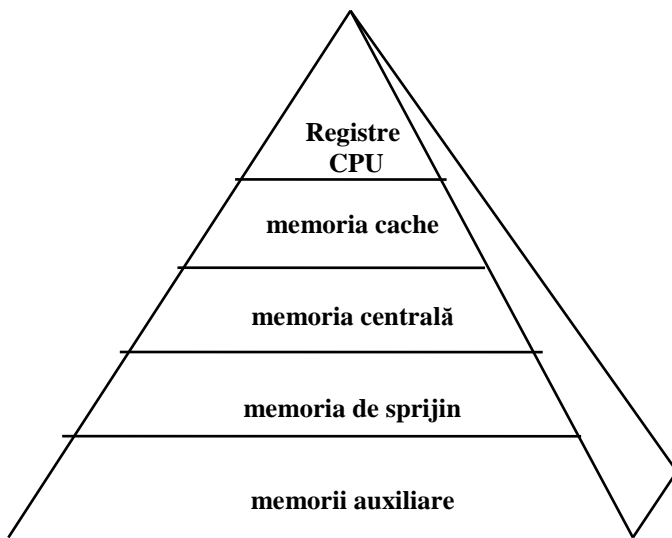 Registre
CPU
memoria cache
memoria centrală
memoria de sprijin
memorii auxiliare